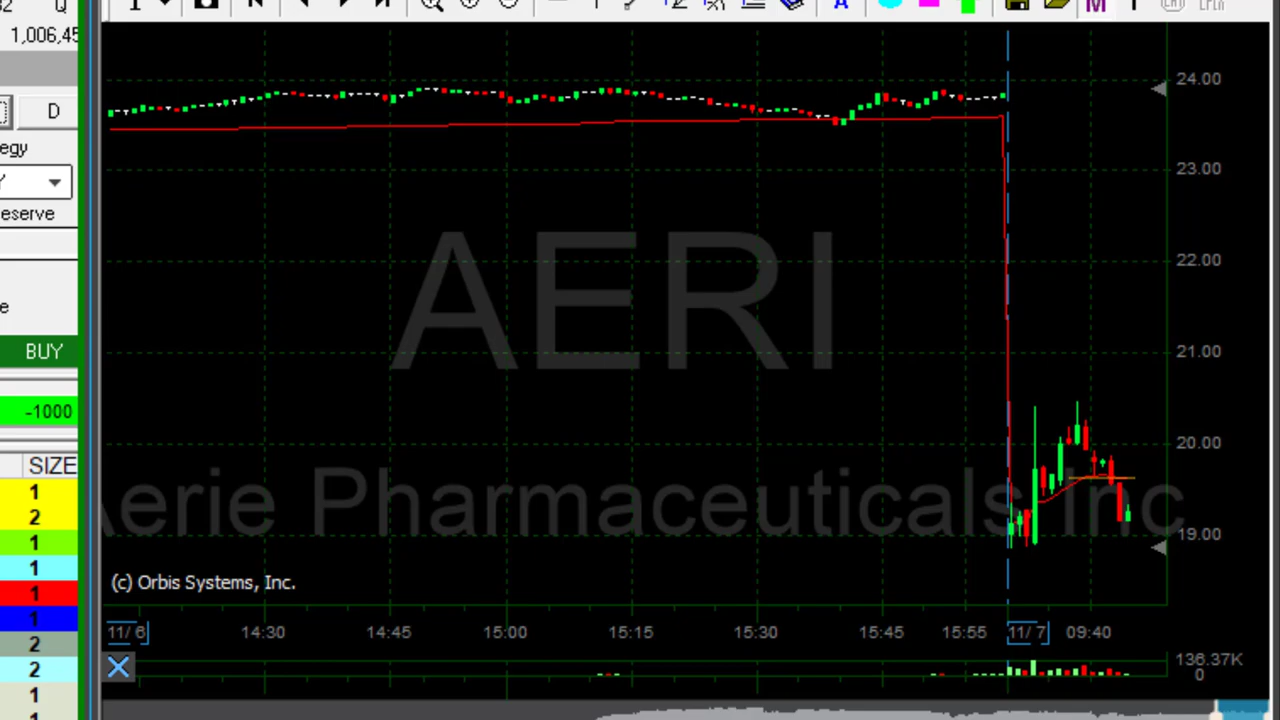 1,006,45
D
egy
eserve
e
BUY
-1000
SIZE
1
2
1
1
1
1
2
2
1
1
A
M
24.00
23.00
22.00
21.00
20.00
19.00
AERI
Aerie Pharmaceuticals Inc
(c) Orbis Systems, Inc.
11/ 6 14:30 14:45 15:00 15:15 15:30 15:45 15:55 11/ 7 09:40
136.37K
0